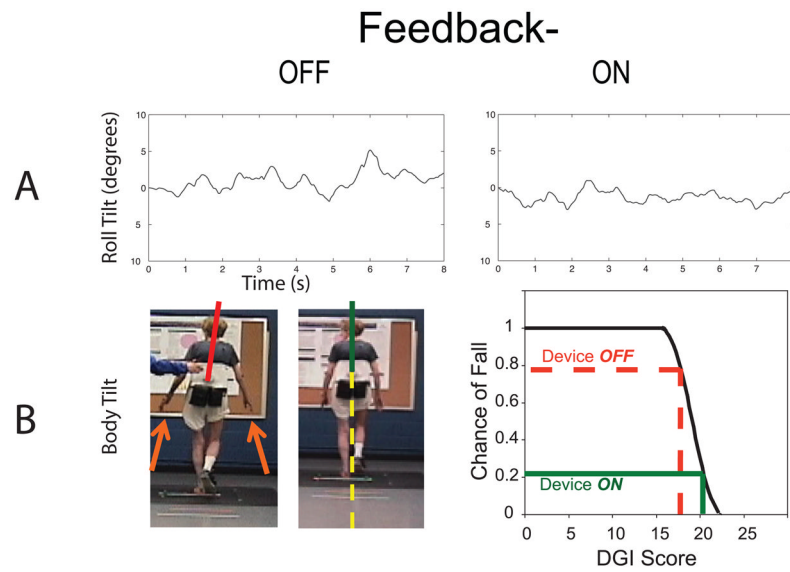 Feedback-
OFF
ON
A
Roll Tilt (degrees)
10
5
0
5
10
0 1 2 3 4 5 6 7 8
Time (s)
10
5
0
5
10
0 1 2 3 4 5 6 7
B
Body Tilt
Chance of Fall
1
0.8
0.6
0.4
0.2
0
Device OFF
Device ON
0 5 10 15 20 25
DGI Score